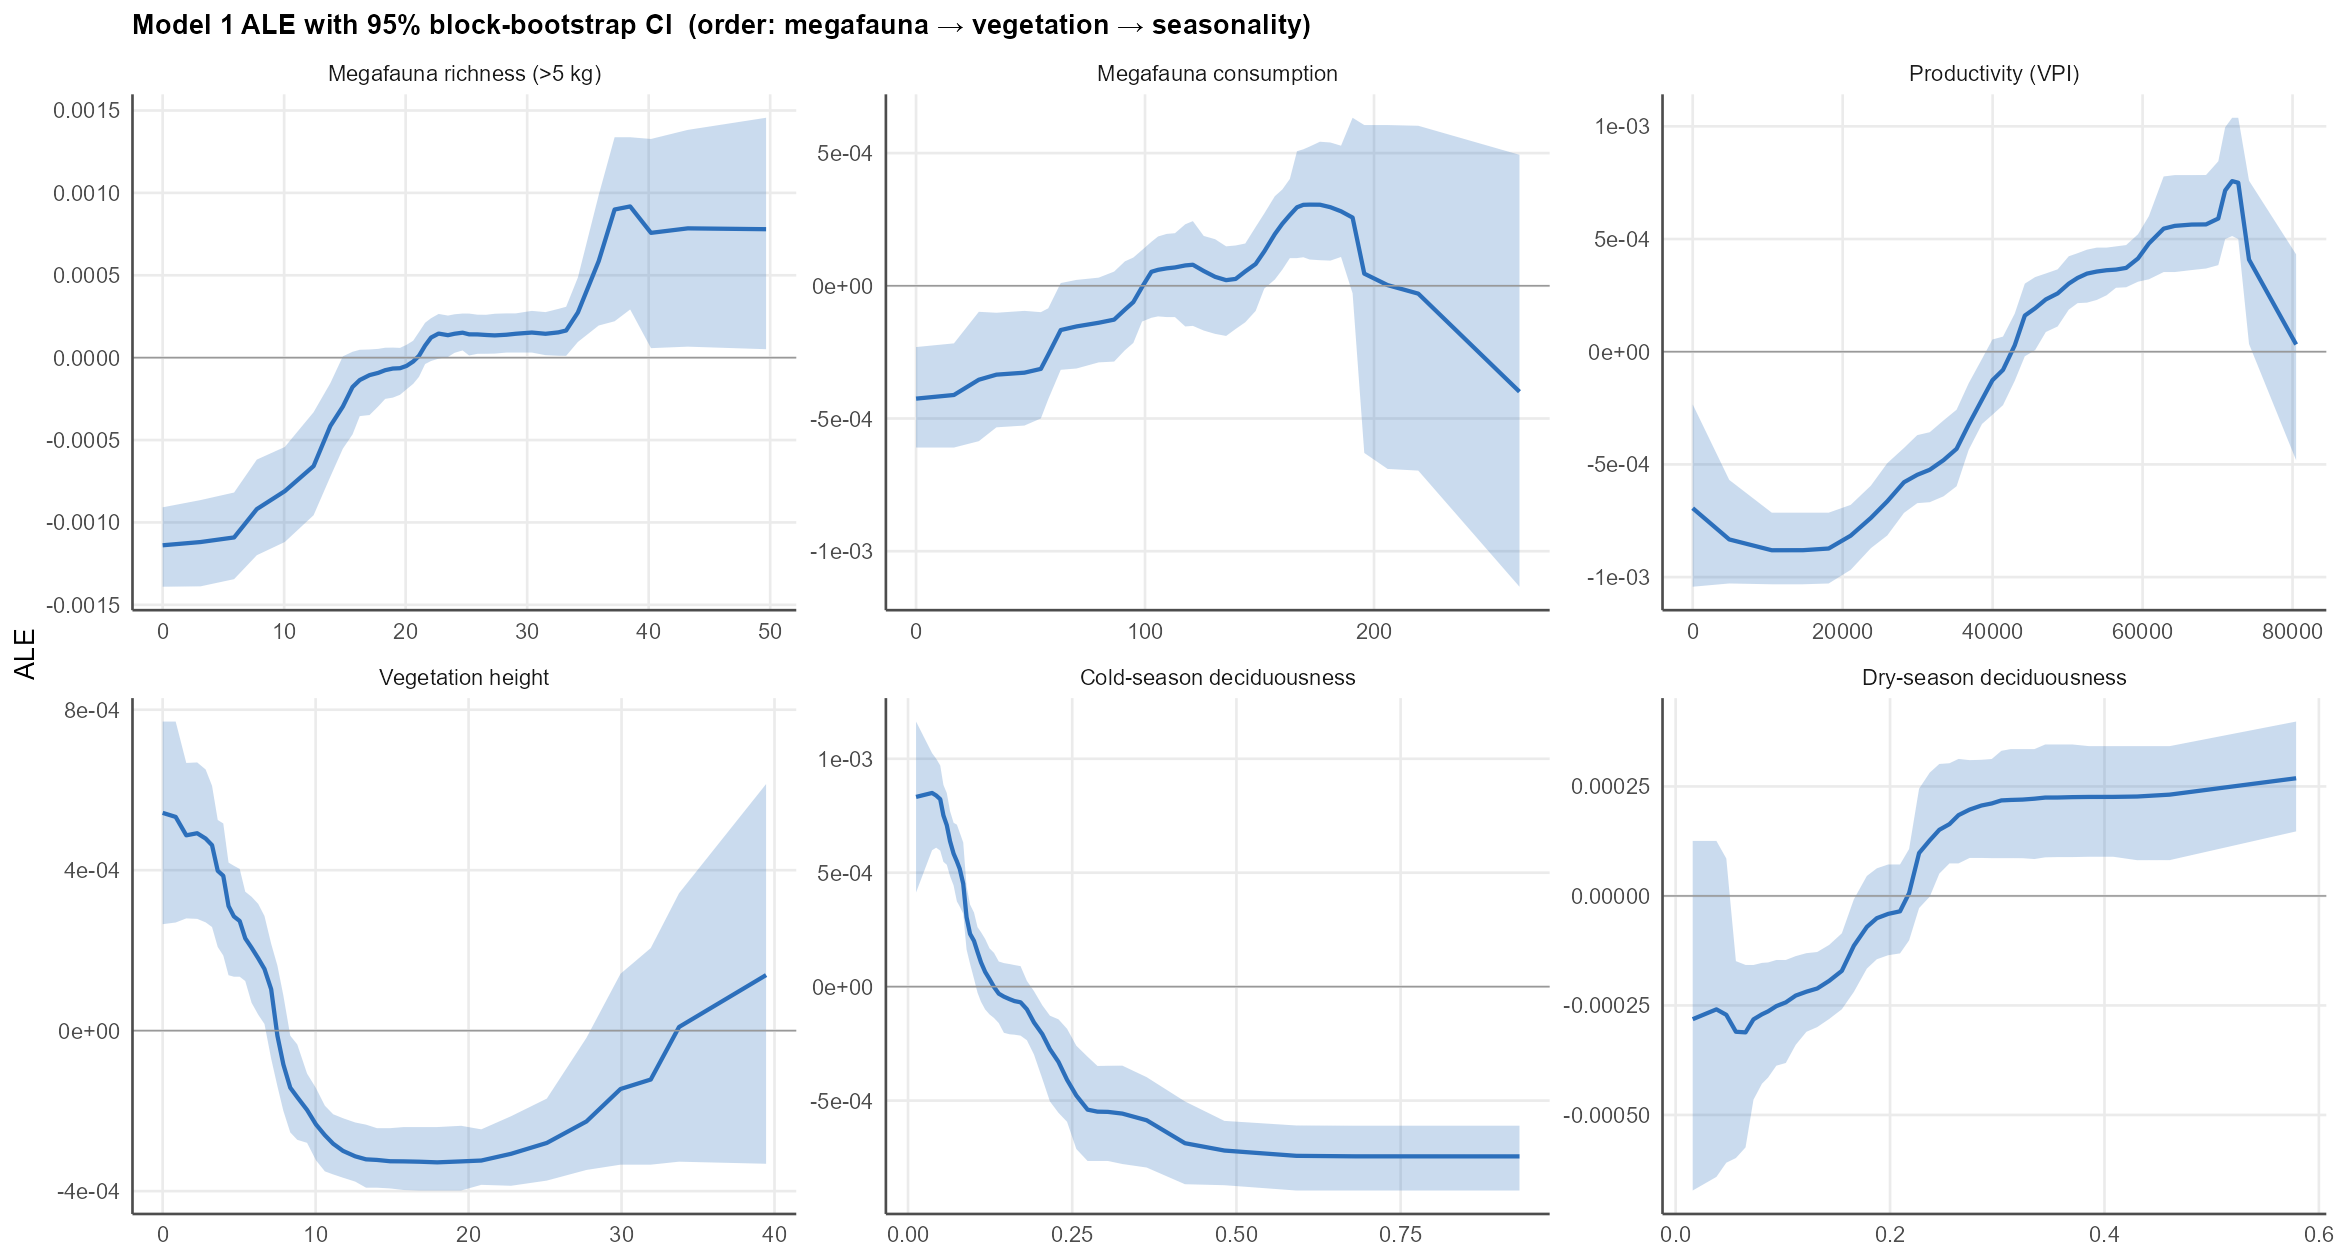 Model 1 ALE with 95% block-bootstrap CI  (order: megafauna → vegetation → seasonality)
Megafauna richness (>5 kg)
0.0015
0.0010
0.0005
0.0000
-0.0005
-0.0010
-0.0015
0 10 20 30 40 50
Megafauna consumption
5e-04
0e+00
-5e-04
-1e-03
0 100 200
Productivity (VPI)
1e-03
5e-04
0e+00
-5e-04
-1e-03
0 20000 40000 60000 80000
ALE
Vegetation height
8e-04
4e-04
0e+00
-4e-04
0 10 20 30 40
Cold-season deciduousness
1e-03
5e-04
0e+00
-5e-04
0.00 0.25 0.50 0.75
Dry-season deciduousness
0.00025
0.00000
-0.00025
-0.00050
0.0 0.2 0.4 0.6